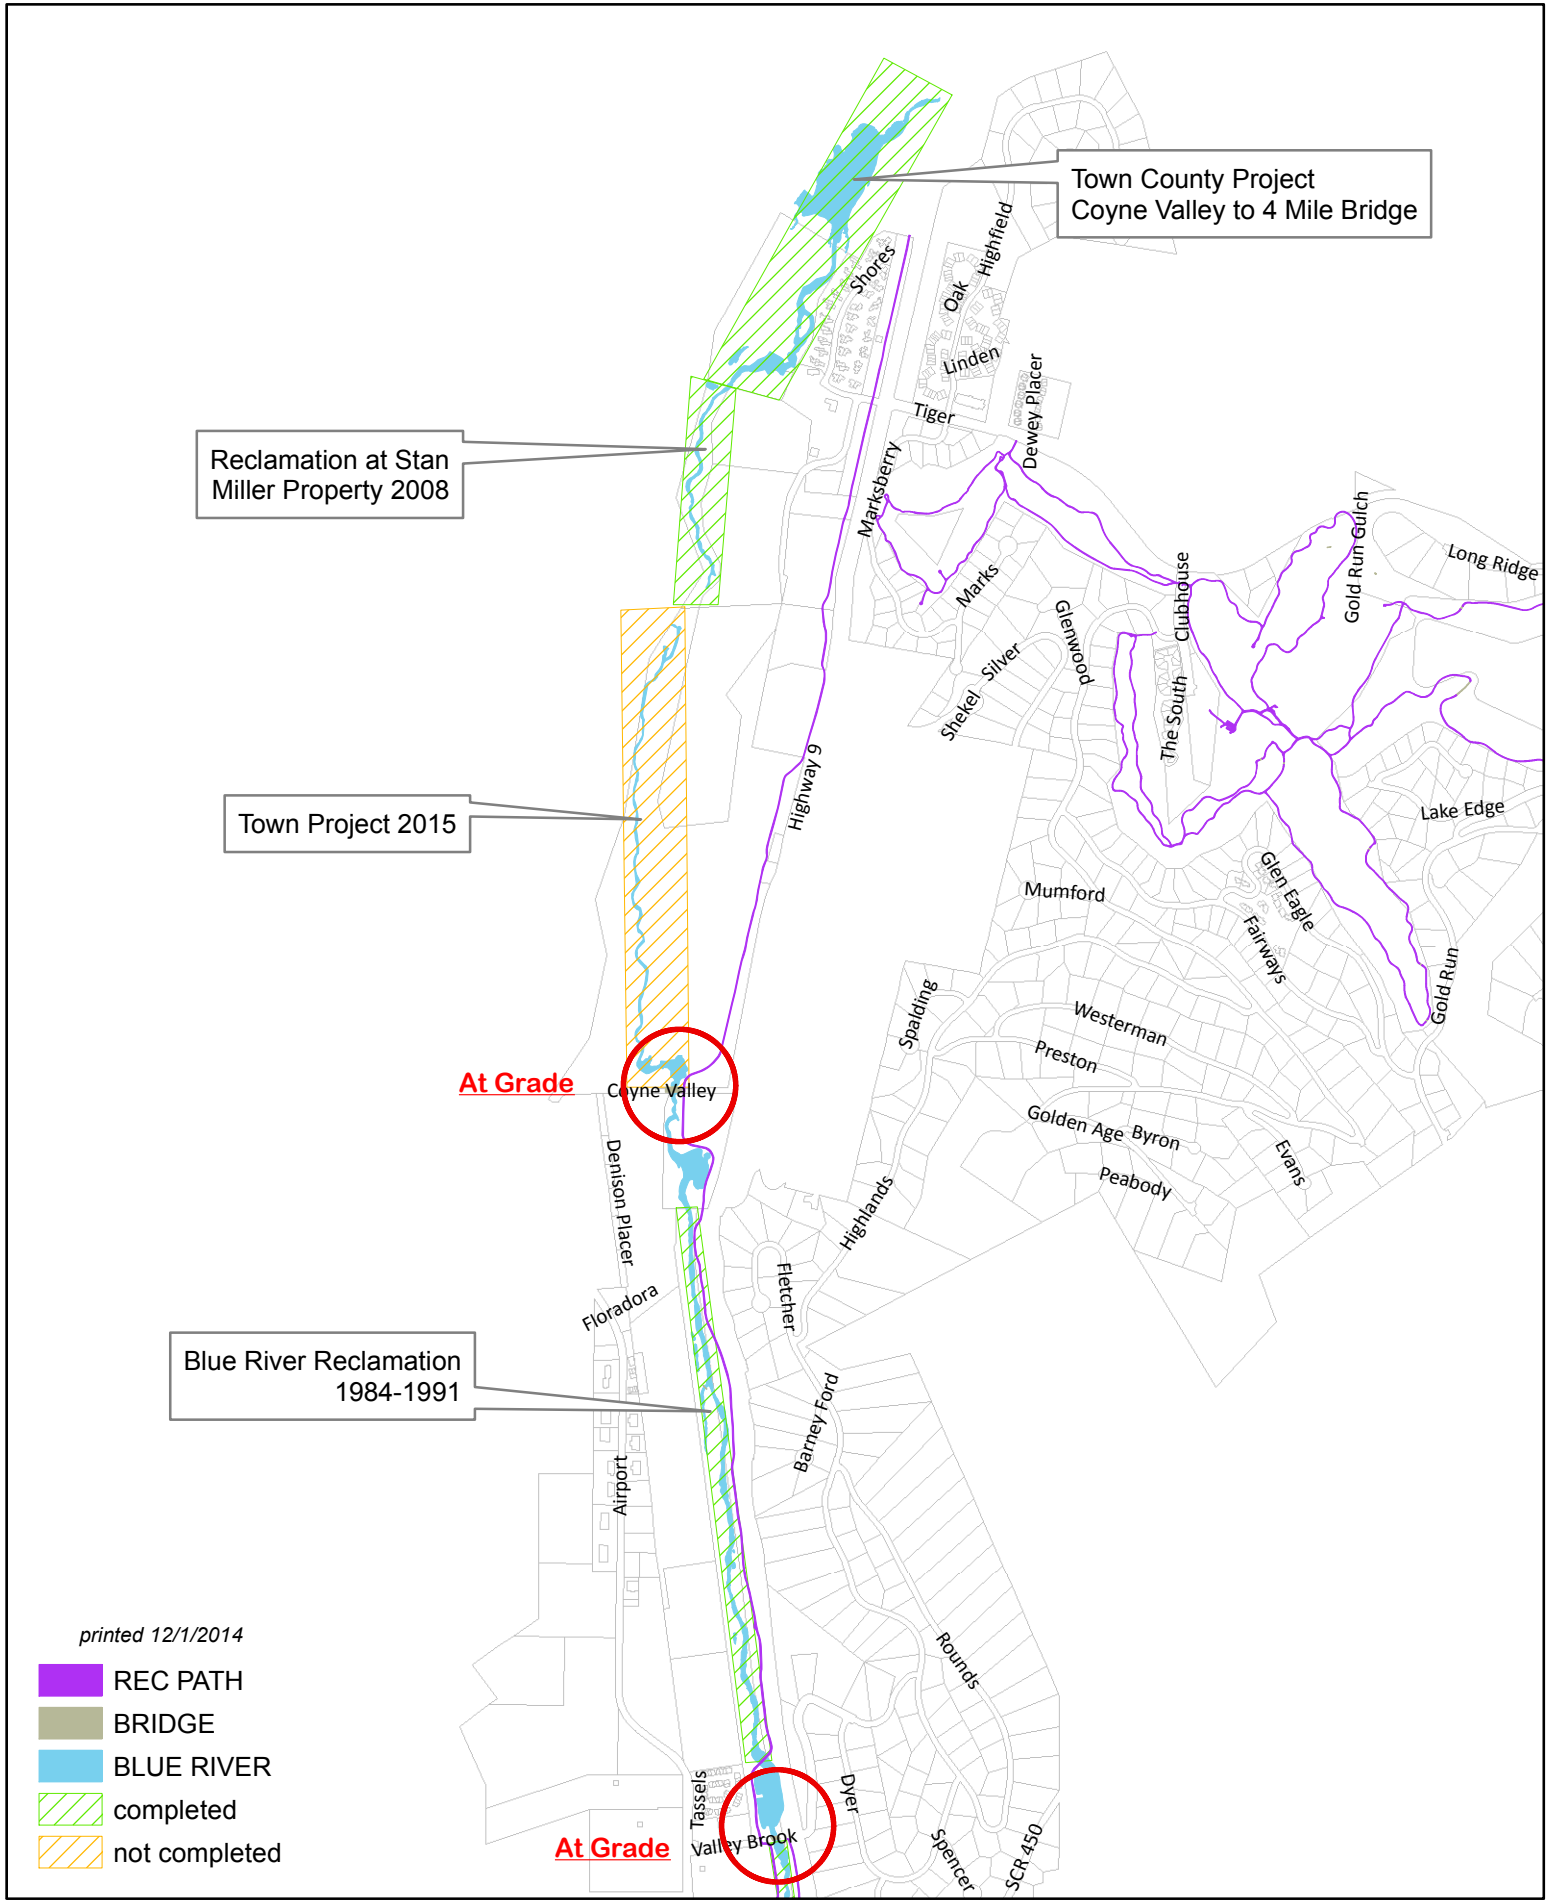 Town County Project
Coyne Valley to 4 Mile Bridge
Highfield
Shores
Oak
Linden
Dewey Placer
Tiger
Reclamation at Stan
Miller Property 2008
Marksberry
Gold Run Gulch
Long Ridge
Marks
Clubhouse
Glenwood
Silver
Shekel
The South
Highway 9
Town Project 2015
Lake Edge
Glen Eagle
Mumford
Fairways
Gold Run
Spalding
Westerman
Preston
At Grade
Coyne Valley
Golden Age
Byron
Evans
Peabody
Denison Placer
Highlands
Fletcher
Floradora
Blue River Reclamation
1984-1991
Barney Ford
Airport
Rounds
printed 12/1/2014
REC PATH
BRIDGE
BLUE RIVER
completed
not completed
Tassels
Dyer
At Grade
Valley Brook
Spencer
SCR 450